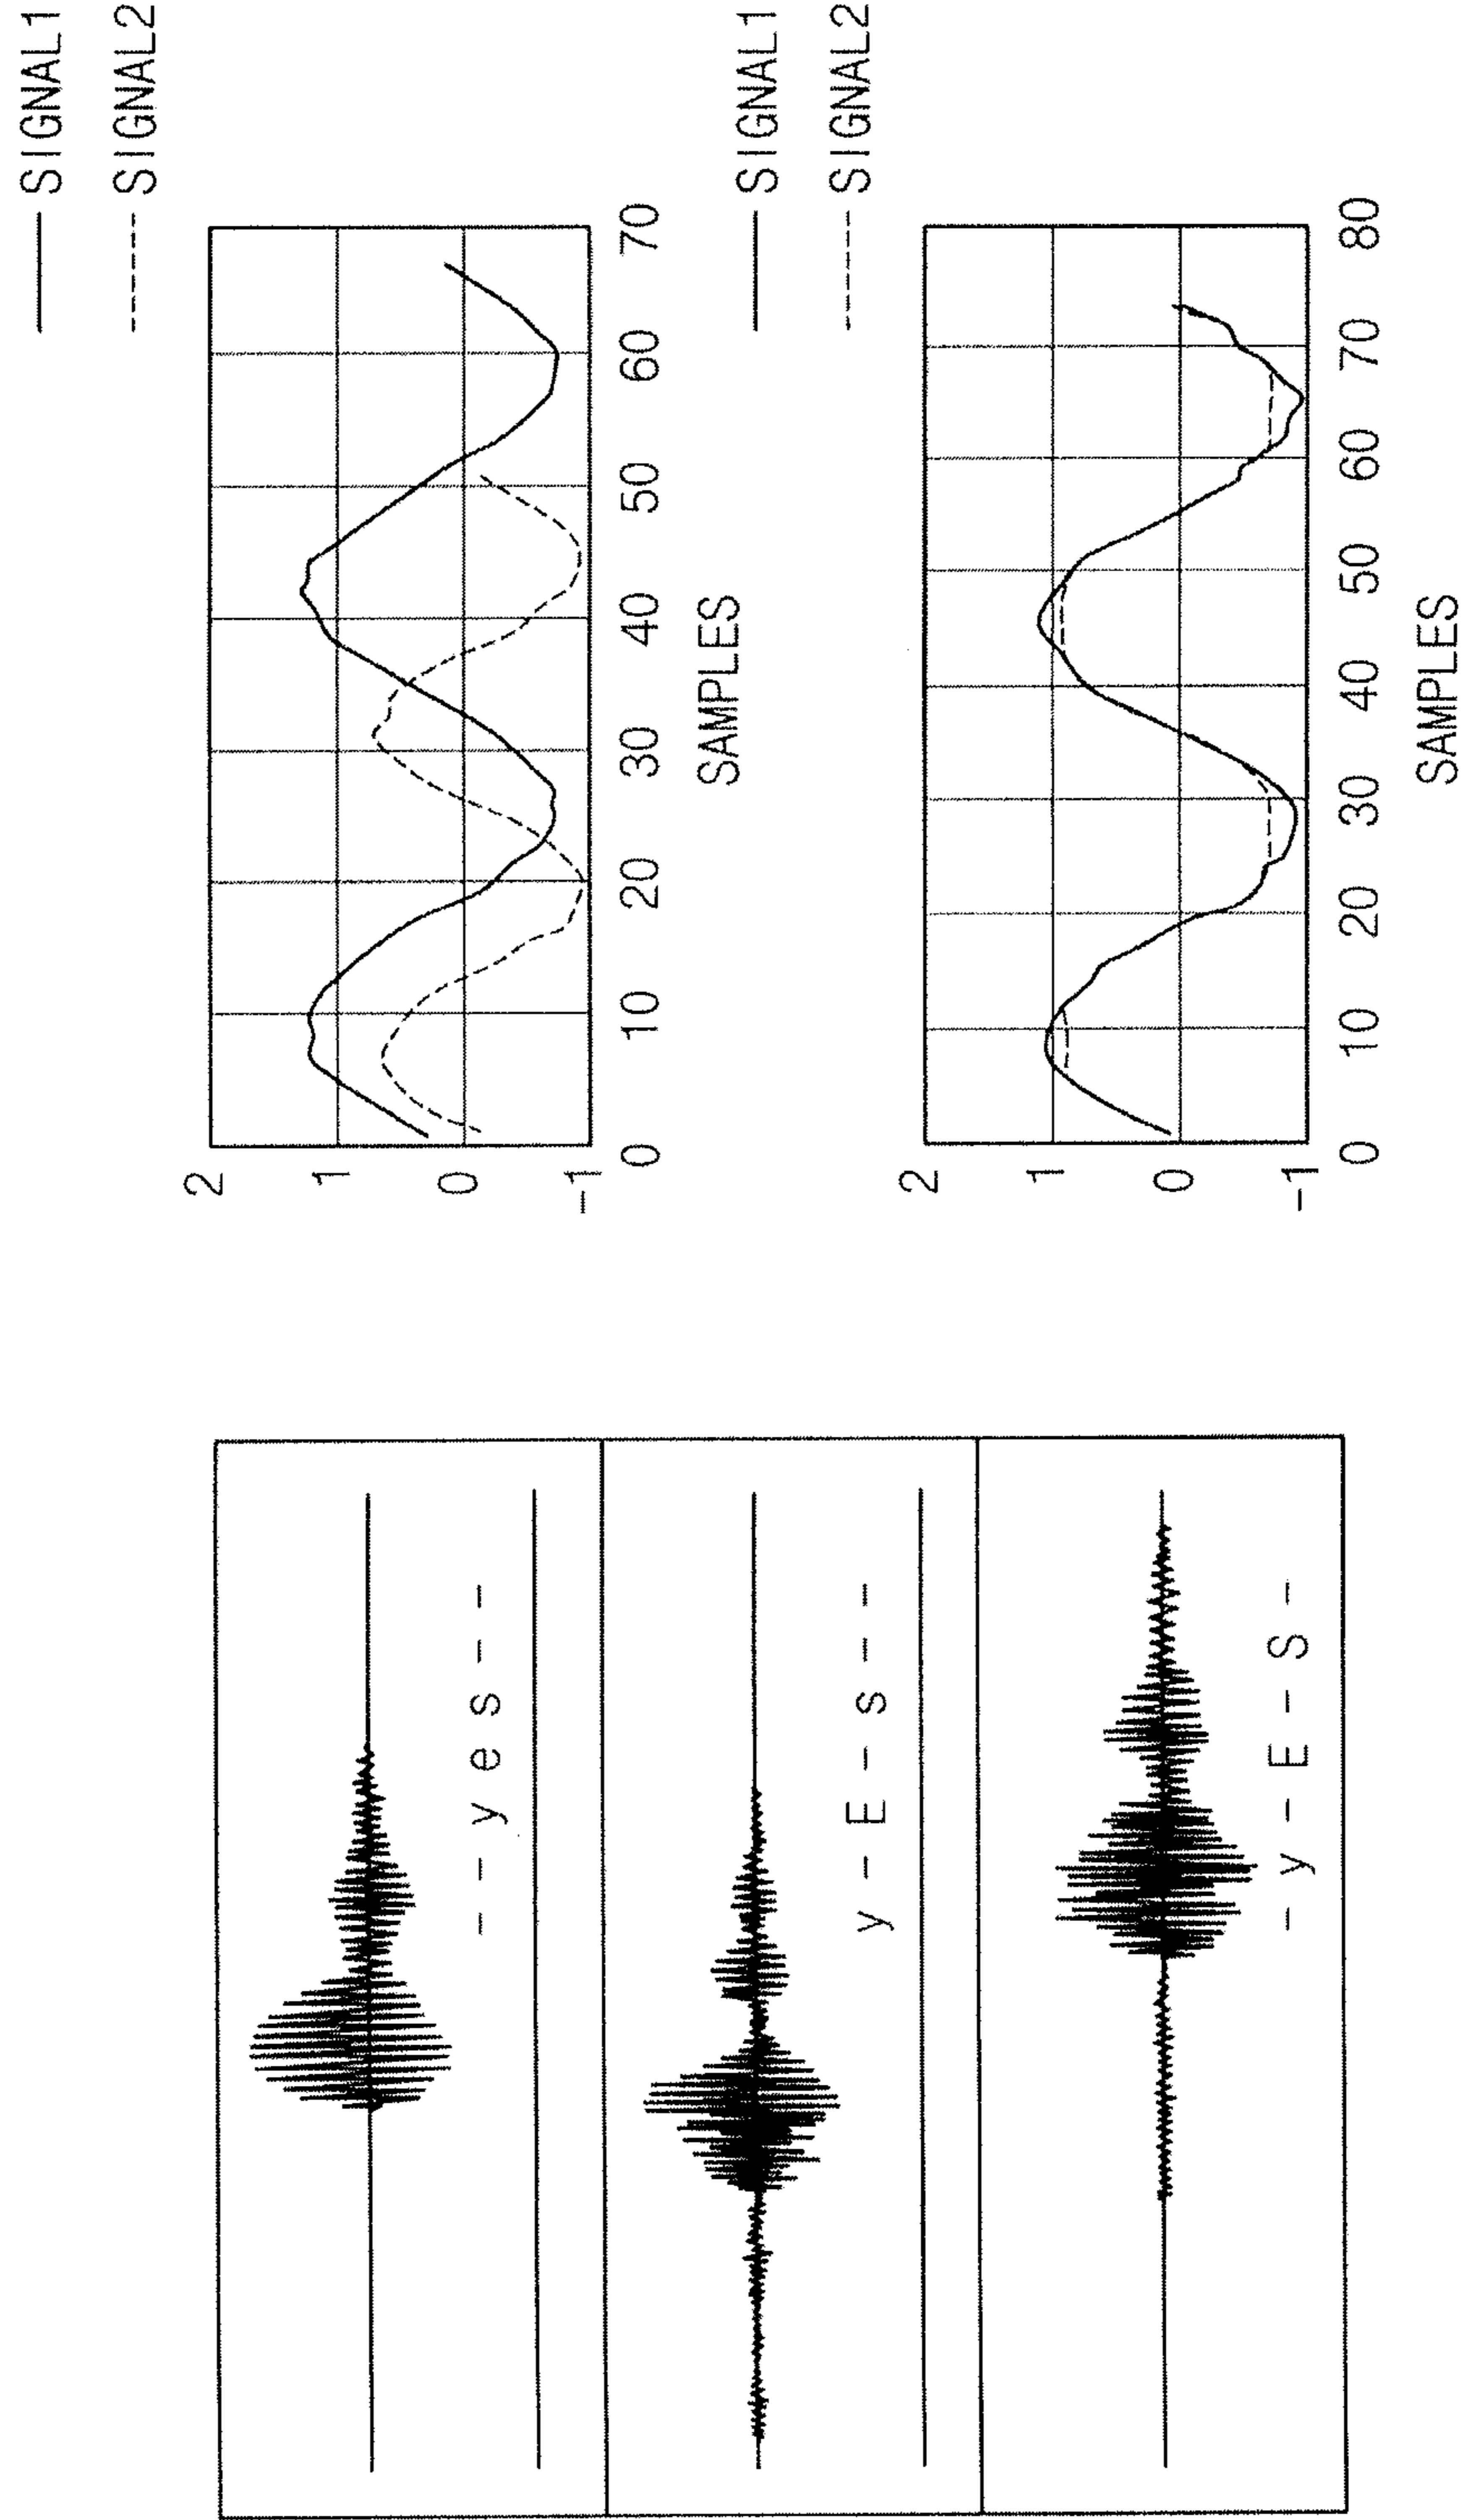 - - y e s - -
y - E - s - -
- y - E - S -
SIGNAL1
SIGNAL2
2
1
0
-1
0 10 20 30 40 50 60 70
SAMPLES
SIGNAL1
SIGNAL2
2
1
0
-1
0 10 20 30 40 50 60 70 80
SAMPLES